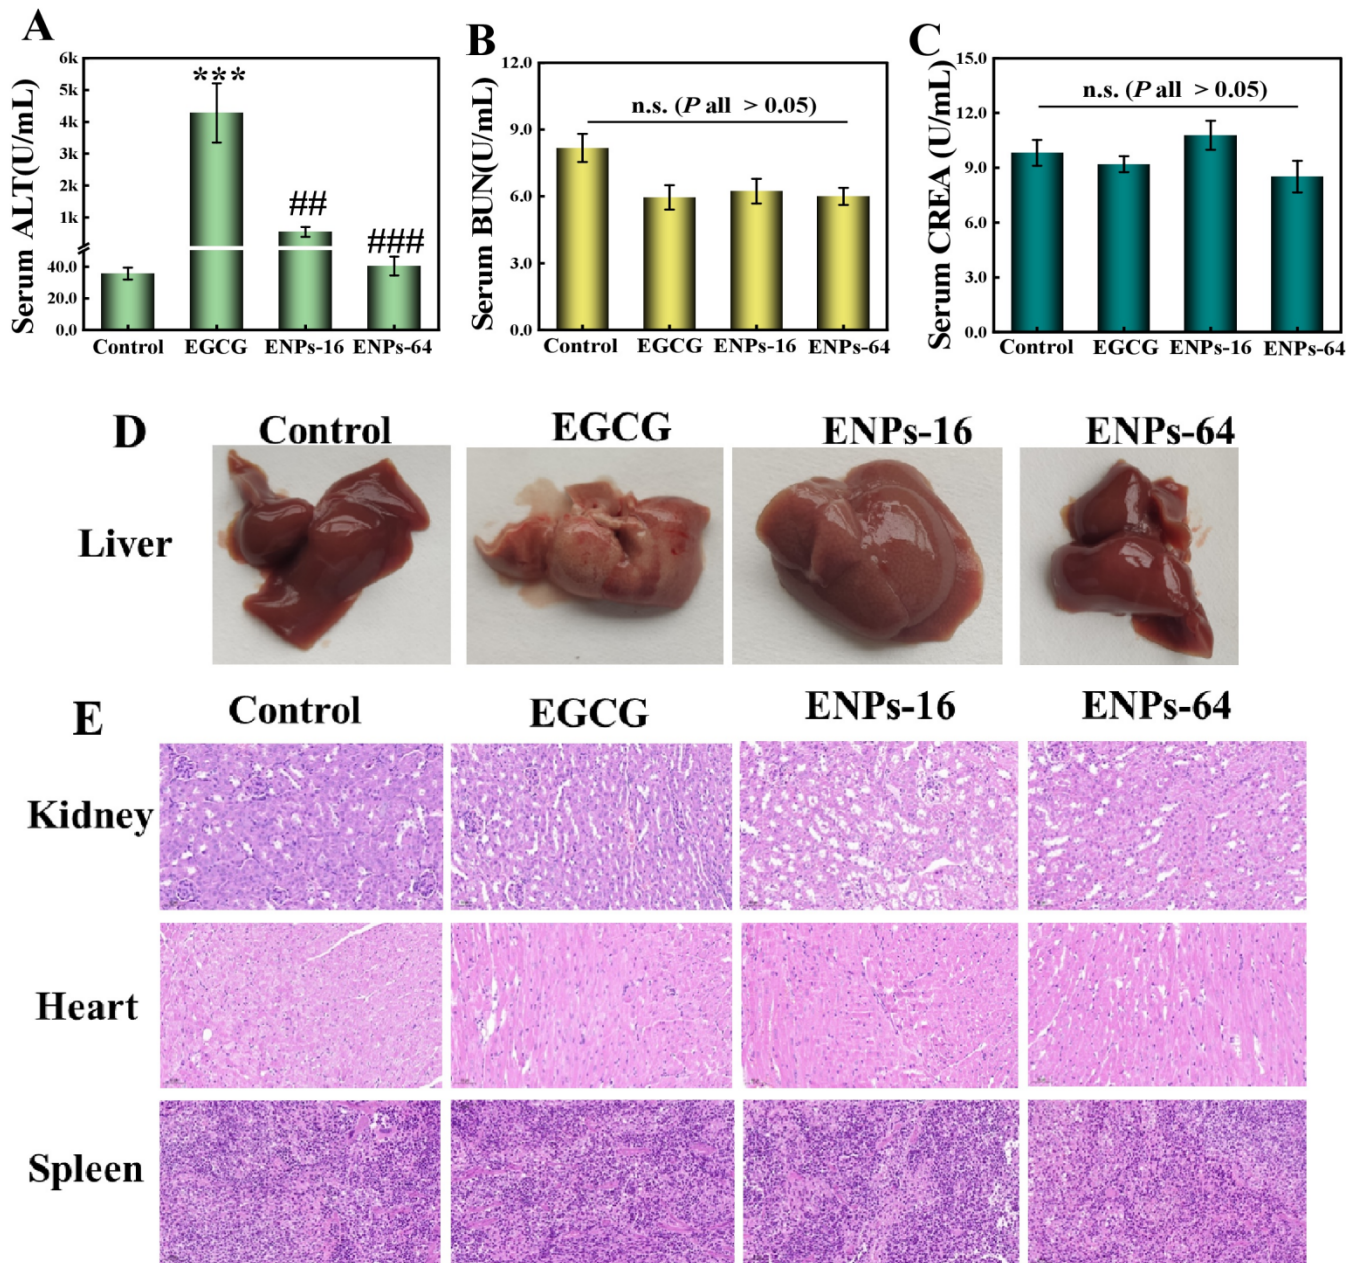 A
Serum ALT(U/mL)
6k
5k
4k
3k
2k
1k
40.0
20.0
0.0
***
##
###
Control EGCG ENPs-16 ENPs-64
B
Serum BUN(U/mL)
12.0
9.0
6.0
3.0
0.0
n.s. (P all > 0.05)
Control EGCG ENPs-16 ENPs-64
C
Serum CREA (U/mL)
15.0
12.0
9.0
6.0
3.0
0.0
n.s. (P all > 0.05)
Control EGCG ENPs-16 ENPs-64
D
Control EGCG ENPs-16 ENPs-64
Liver
E
Control EGCG ENPs-16 ENPs-64
Kidney
Heart
Spleen